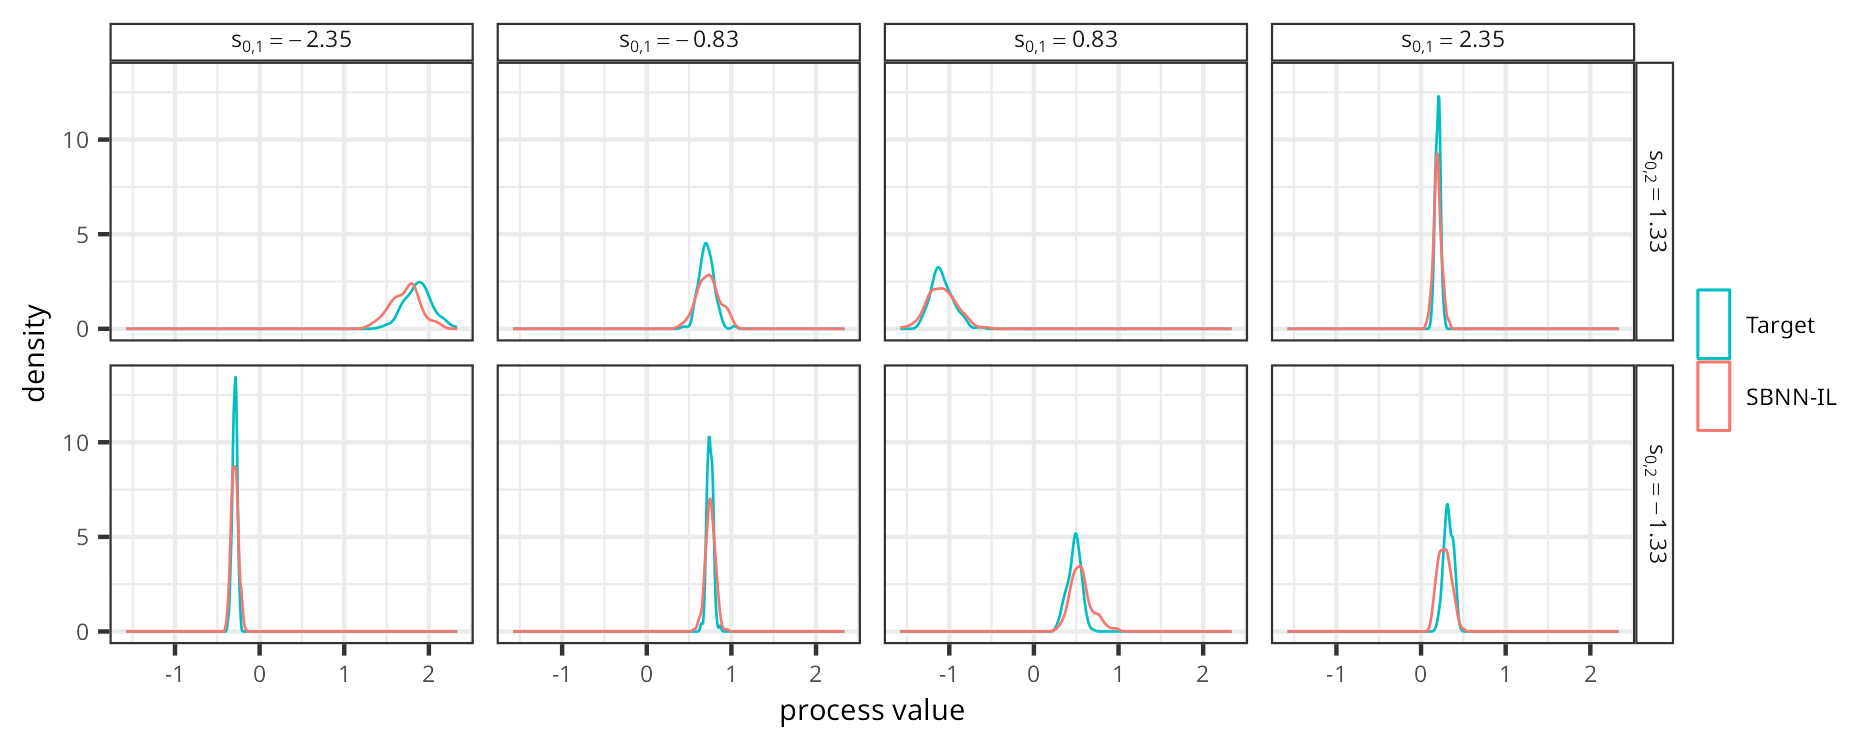 s0,1 = − 2.35
s0,1 = − 0.83
s0,1 = 0.83
s0,1 = 2.35
10
5
0
s0,2 = 1.33
10
5
0
s0,2 = − 1.33
density
-1 0 1 2
-1 0 1 2
-1 0 1 2
-1 0 1 2
process value
Target
SBNN-IL